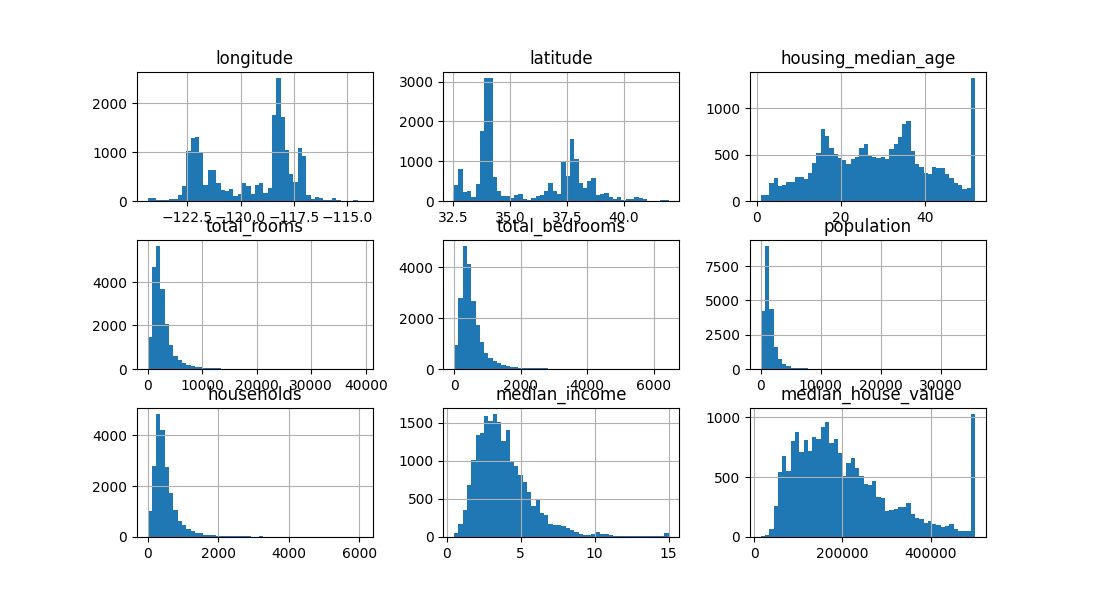 longitude
latitude
housing_median_age
2000
1000
0
−122.5 −120.0 −117.5 −115.0
3000
2000
1000
0
32.5 35.0 37.5 40.0
1000
500
0
0 20 40
total_rooms
total_bedrooms
population
4000
2000
0
0 10000 20000 30000 40000
4000
2000
0
0 2000 4000 6000
7500
5000
2500
0
0 10000 20000 30000
households
median_income
median_house_value
4000
2000
0
0 2000 4000 6000
1500
1000
500
0
0 5 10 15
1000
500
0
0 200000 400000